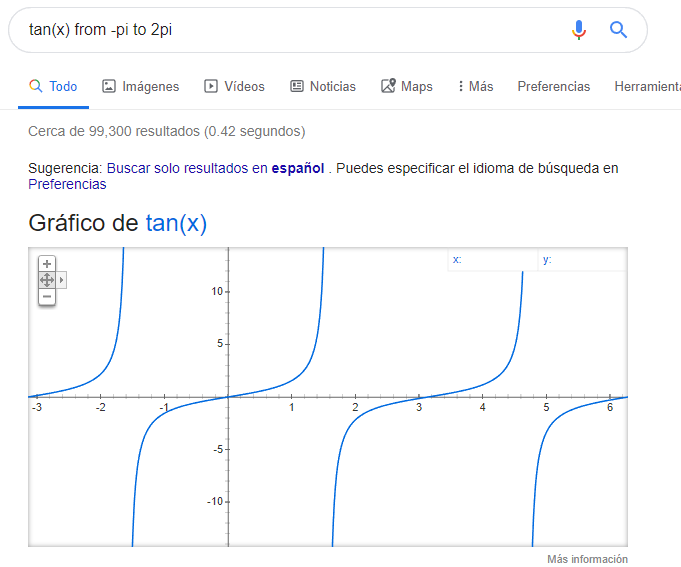 tan(x) from -pi to 2pi
Todo Imágenes Vídeos Noticias Maps Más Preferencias Herramienta
Cerca de 99,300 resultados (0.42 segundos)
Sugerencia: Buscar solo resultados en español . Puedes especificar el idioma de búsqueda en
Preferencias
Gráfico de tan(x)
x: y:
10
5
-3 -2 -1 1 2 3 4 5 6
-5
-10
Más información